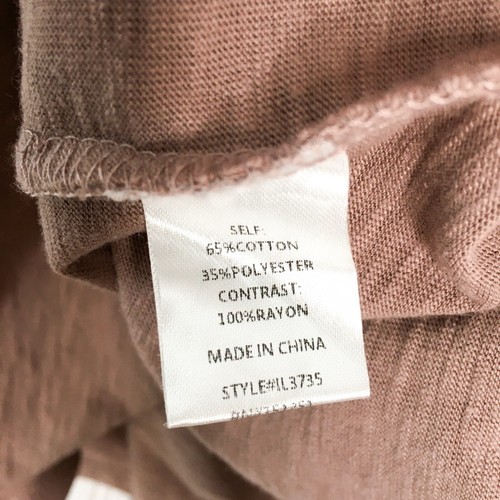 SELF:
65%COTTON
35%POLYESTER
CONTRAST:
100%RAYON
MADE IN CHINA
STYLE#IL3735